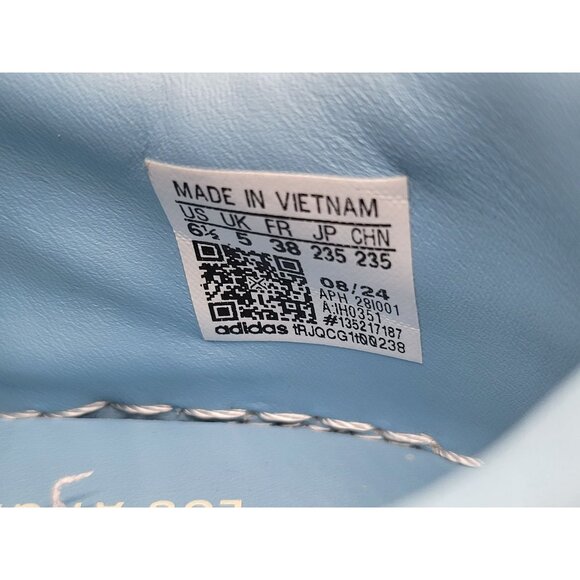 MADE IN VIETNAM
US UK FR JP CHN
6½ 5 38 235 235
08/24
APH 28I001
A:IH0351
#135217187
adidas tRJQCG1t00238